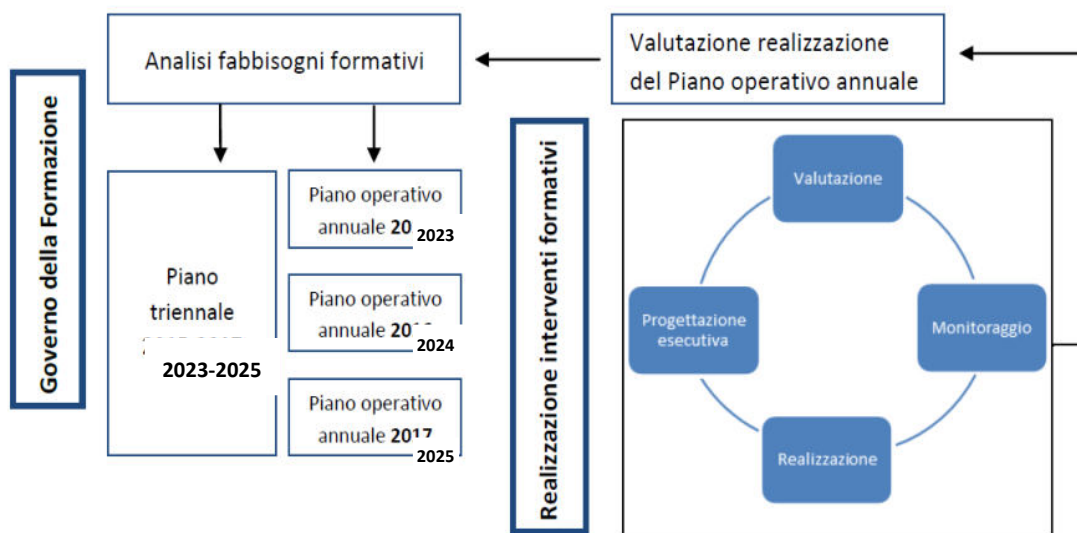 Governo della Formazione
Analisi fabbisogni formativi
Piano
triennale
2023-2025
Piano operativo
annuale 20
2023
Piano operativo
annuale
2024
Piano operativo
annuale 2017
2025
Valutazione realizzazione
del Piano operativo annuale
Realizzazione interventi formativi
Valutazione
Monitoraggio
Realizzazione
Progettazione
esecutiva